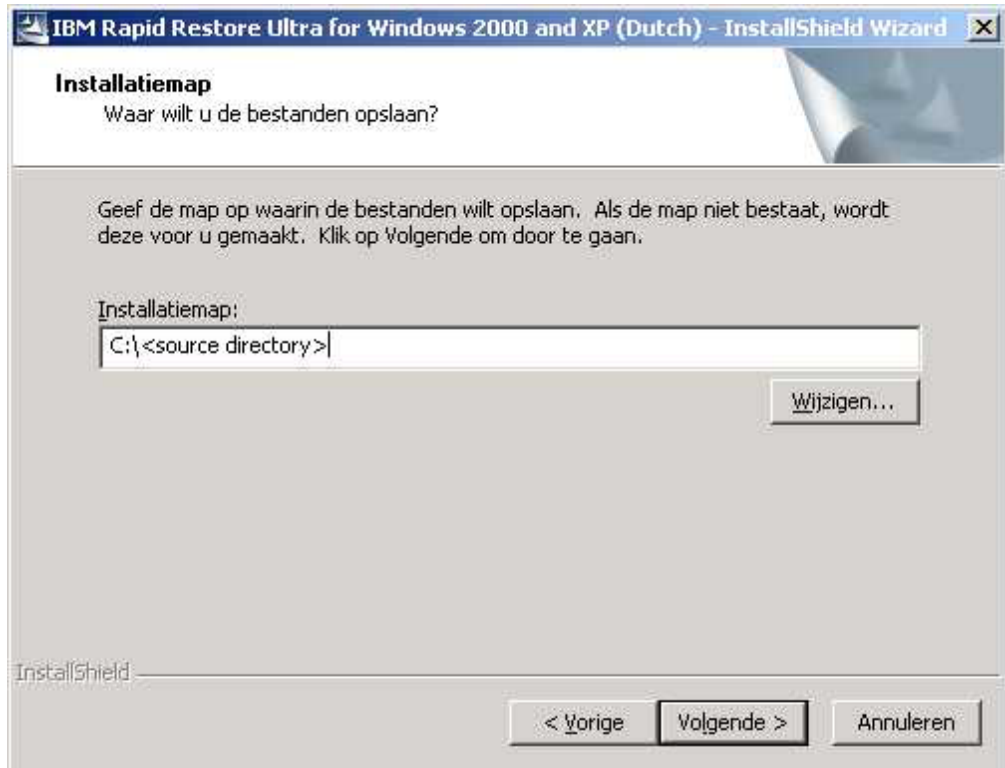 IBM Rapid Restore Ultra for Windows 2000 and XP (Dutch) - InstallShield Wizard
Installatiemap
Waar wilt u de bestanden opslaan?
Geef de map op waarin de bestanden wilt opslaan. Als de map niet bestaat, wordt
deze voor u gemaakt. Klik op Volgende om door te gaan.
Installatiemap:
C:\<source directory>
Wijzigen...
InstallShield
< Vorige
Volgende >
Annuleren